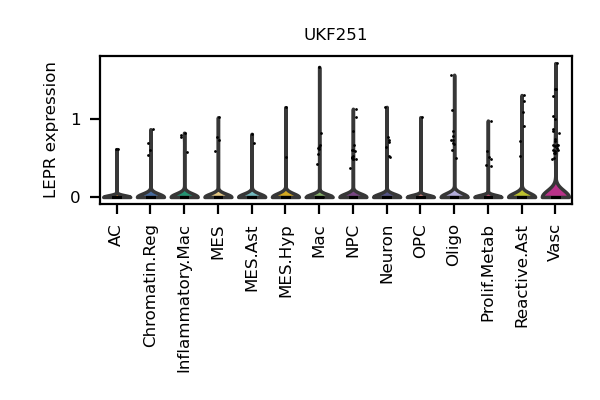 UKF251
LEPR expression
1
0
AC
Chromatin.Reg
Inflammatory.Mac
MES
MES.Ast
MES.Hyp
Mac
NPC
Neuron
OPC
Oligo
Prolif.Metab
Reactive.Ast
Vasc